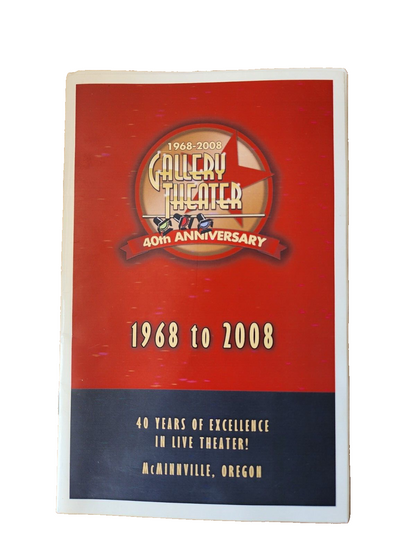 1968-2008
GALLERY
THEATER
40th ANNIVERSARY
1968 to 2008
40 YEARS OF EXCELLENCE
IN LIVE THEATER!
McMINNVILLE, OREGON